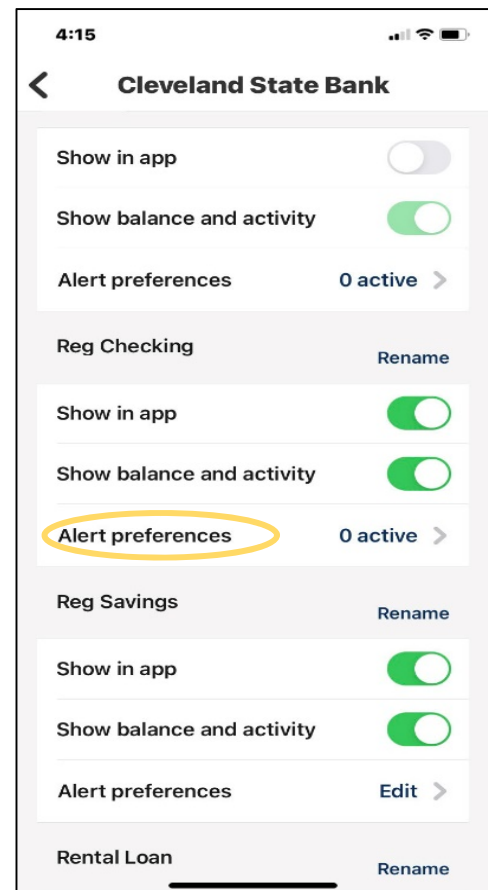 4:15
Cleveland State Bank
Show in app
Show balance and activity
Alert preferences 0 active
Reg Checking Rename
Show in app
Show balance and activity
Alert preferences 0 active
Reg Savings Rename
Show in app
Show balance and activity
Alert preferences Edit
Rental Loan Rename